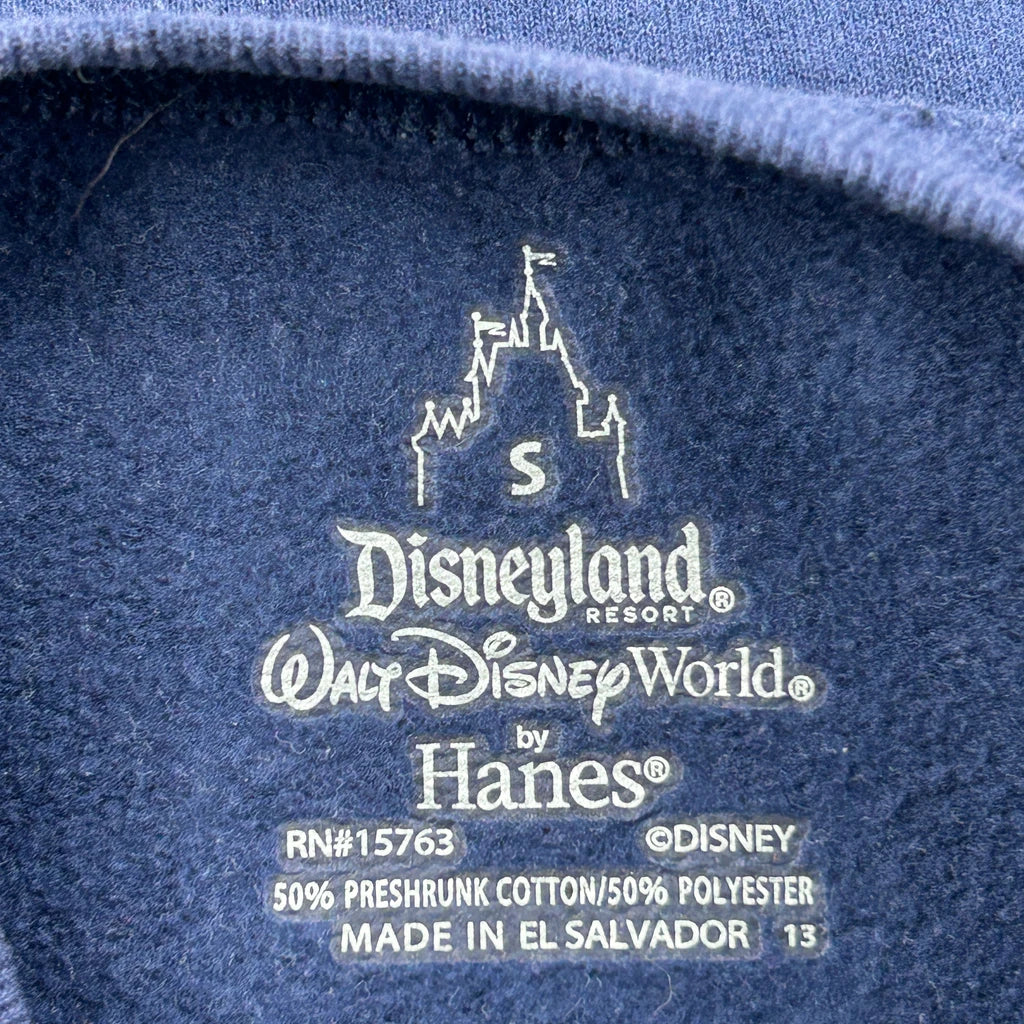 S
Disneyland®
RESORT
WALT DISNEY World®
by
Hanes®
RN#15763 ©DISNEY
50% PRESHRUNK COTTON/50% POLYESTER
MADE IN EL SALVADOR 13